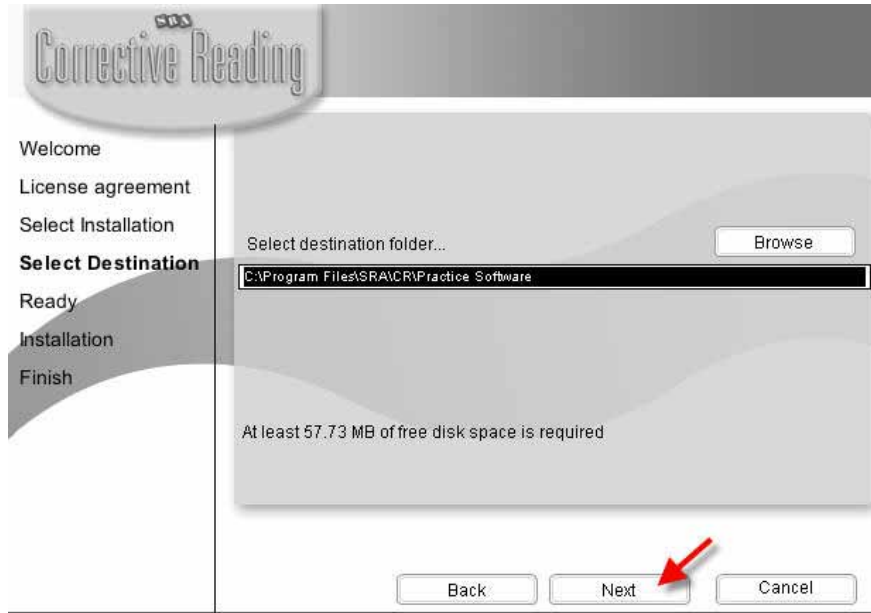 SRA
Corrective Reading
Welcome
License agreement
Select Installation
Select Destination
Ready
Installation
Finish
Select destination folder...
Browse
C:\Program Files\SRA\CR\Practice Software
At least 57.73 MB of free disk space is required
Back
Next
Cancel